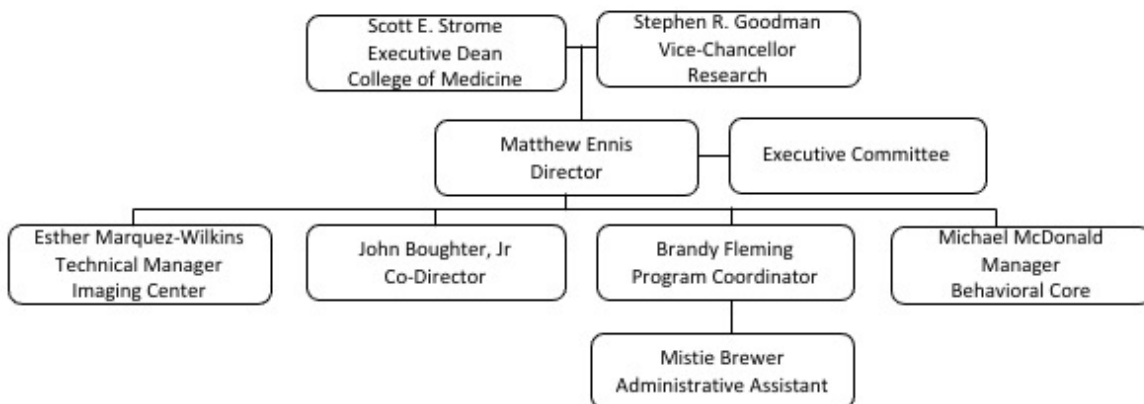 Scott E. Strome
Executive Dean
College of Medicine
Stephen R. Goodman
Vice-Chancellor
Research
Matthew Ennis
Director
Executive Committee
Esther Marquez-Wilkins
Technical Manager
Imaging Center
John Boughter, Jr
Co-Director
Brandy Fleming
Program Coordinator
Michael McDonald
Manager
Behavioral Core
Mistie Brewer
Administrative Assistant